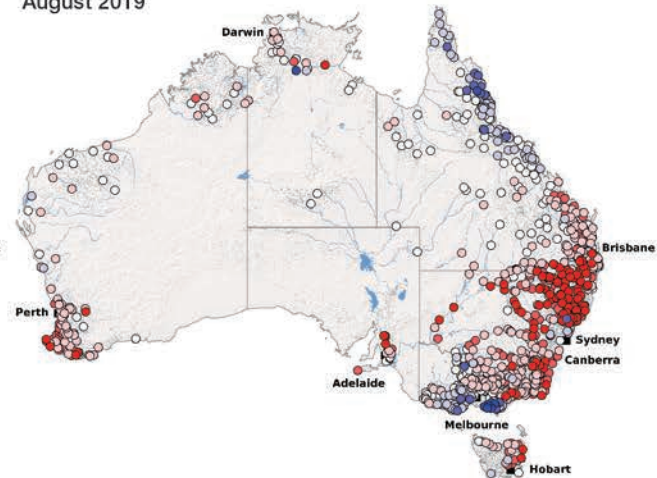 August 2019
Darwin
Brisbane
Perth
Sydney
Canberra
Adelaide
Melbourne
Hobart